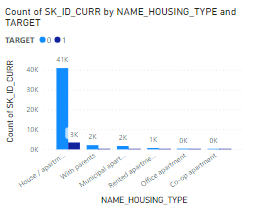 Count of SK_ID_CURR by NAME_HOUSING_TYPE and
TARGET
TARGET 0 1
Count of SK_ID_CURR
40K
30K
20K
10K
0K
41K
3K
2K
2K
1K
0K
0K
House / apartm...
With parents
Municipal apart...
Rented apartme...
Office apartment
Co-op apartment
NAME_HOUSING_TYPE